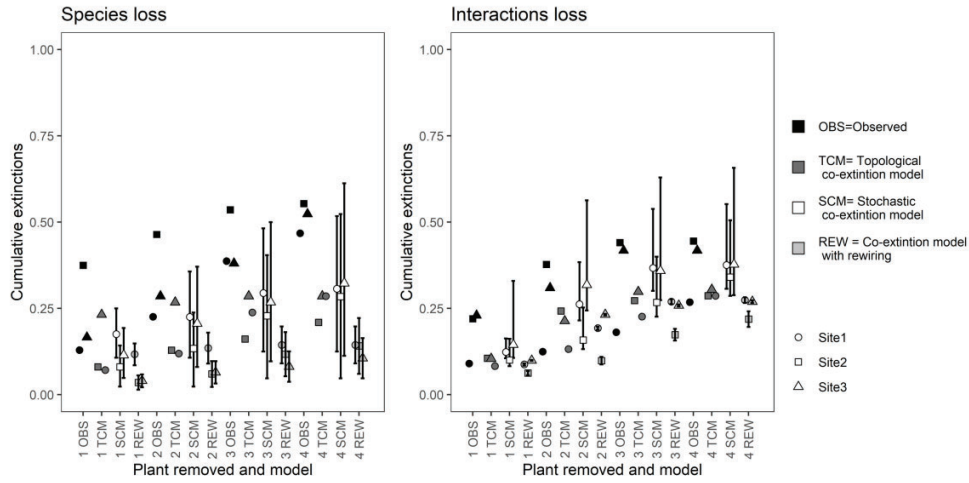 Species loss
Interactions loss
Cumulative extinctions
1.00
0.75
0.50
0.25
0.00
1 OBS
1 TCM
1 SCM
1 REW
2 OBS
2 TCM
2 SCM
2 REW
3 OBS
3 TCM
3 SCM
3 REW
4 OBS
4 TCM
4 SCM
4 REW
Plant removed and model
Cumulative extinctions
1.00
0.75
0.50
0.25
0.00
1 OBS
1 TCM
1 SCM
1 REW
2 OBS
2 TCM
2 SCM
2 REW
3 OBS
3 TCM
3 SCM
3 REW
4 OBS
4 TCM
4 SCM
4 REW
Plant removed and model
OBS=Observed
TCM= Topological
co-extintion model
SCM= Stochastic
co-extintion model
REW = Co-extintion model
with rewiring
Site1
Site2
Site3